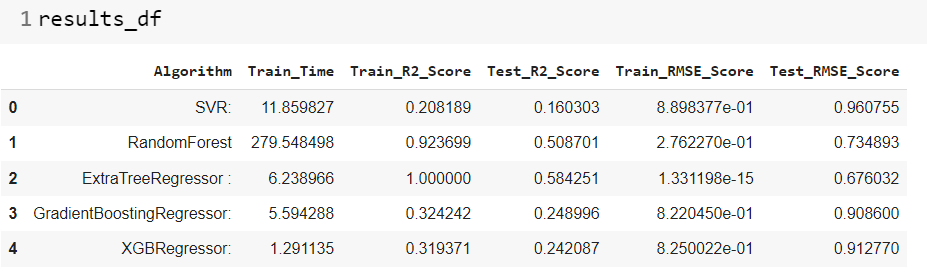 1 results_df
Algorithm Train_Time Train_R2_Score Test_R2_Score Train_RMSE_Score Test_RMSE_Score
0 SVR: 11.859827 0.208189 0.160303 8.898377e-01 0.960755
1 RandomForest 279.548498 0.923699 0.508701 2.762270e-01 0.734893
2 ExtraTreeRegressor : 6.238966 1.000000 0.584251 1.331198e-15 0.676032
3 GradientBoostingRegressor: 5.594288 0.324242 0.248996 8.220450e-01 0.908600
4 XGBRegressor: 1.291135 0.319371 0.242087 8.250022e-01 0.912770